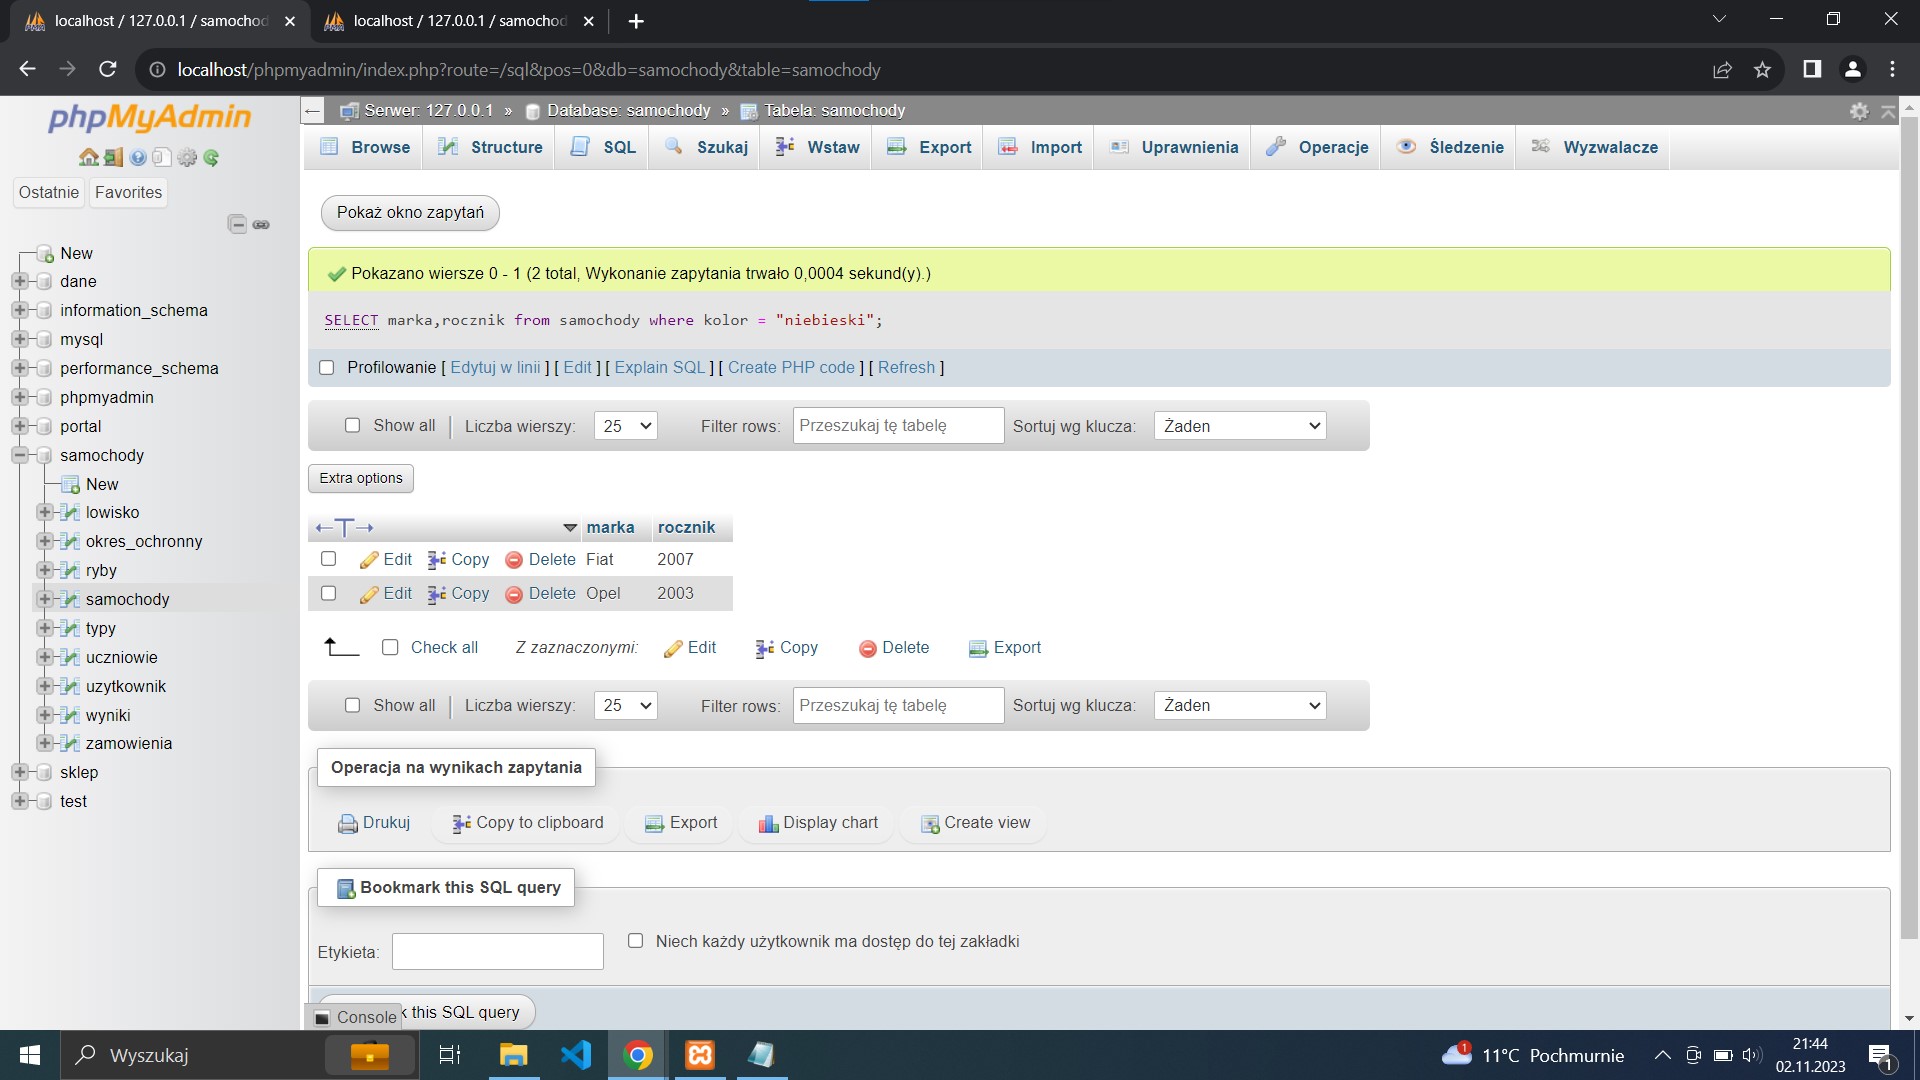 localhost / 127.0.0.1 / samochod
localhost / 127.0.0.1 / samochod
localhost/phpmyadmin/index.php?route=/sql&pos=0&db=samochody&table=samochody
phpMyAdmin
Ostatnie Favorites
New
dane
information_schema
mysql
performance_schema
phpmyadmin
portal
samochody
New
lowisko
okres_ochronny
ryby
samochody
typy
uczniowie
uzytkownik
wyniki
zamowienia
sklep
test
Serwer: 127.0.0.1 » Database: samochody » Tabela: samochody
Browse Structure SQL Szukaj Wstaw Export Import Uprawnienia Operacje Śledzenie Wyzwalacze
Pokaż okno zapytań
Pokazano wiersze 0 - 1 (2 total, Wykonanie zapytania trwało 0,0004 sekund(y).)
SELECT marka,rocznik from samochody where kolor = "niebieski";
Profilowanie [ Edytuj w linii ] [ Edit ] [ Explain SQL ] [ Create PHP code ] [ Refresh ]
Show all Liczba wierszy: 25 Filter rows: Przeszukaj tę tabelę Sortuj wg klucza: Żaden
Extra options
←T→ marka rocznik
Edit Copy Delete Fiat 2007
Edit Copy Delete Opel 2003
Check all Z zaznaczonymi: Edit Copy Delete Export
Show all Liczba wierszy: 25 Filter rows: Przeszukaj tę tabelę Sortuj wg klucza: Żaden
Operacja na wynikach zapytania
Drukuj Copy to clipboard Export Display chart Create view
Bookmark this SQL query
Etykieta: Niech każdy użytkownik ma dostęp do tej zakładki
Console k this SQL query
Wyszukaj
1 11°C Pochmurnie
21:44
02.11.2023
1